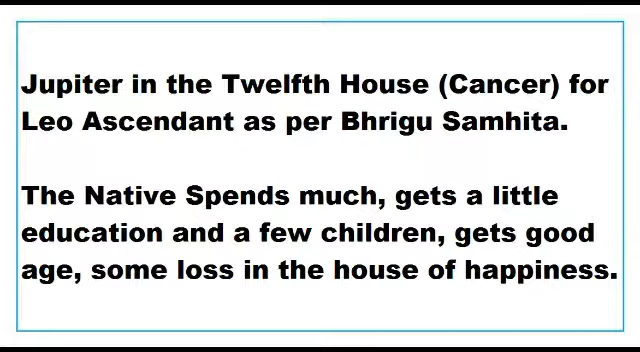 Jupiter in the Twelfth House (Cancer) for
Leo Ascendant as per Bhrigu Samhita.
The Native Spends much, gets a little
education and a few children, gets good
age, some loss in the house of happiness.